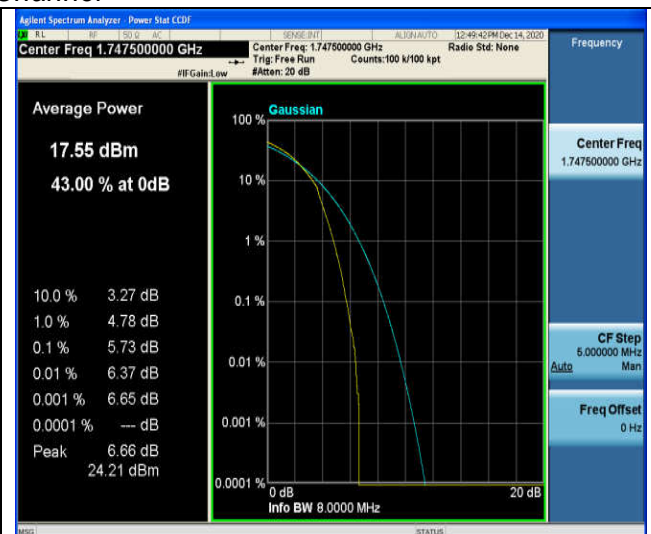 Agilent Spectrum Analyzer - Power Stat CCDF
RL RF 50 Ω AC SENSE:INT ALIGNAUTO 12:49:42PM Dec 14, 2020
Center Freq 1.747500000 GHz
Center Freq: 1.747500000 GHz Radio Std: None
Trig: Free Run Counts:100 k/100 kpt
#IFGain:Low #Atten: 20 dB
Average Power
17.55 dBm
43.00 % at 0dB
10.0 % 3.27 dB
1.0 % 4.78 dB
0.1 % 5.73 dB
0.01 % 6.37 dB
0.001 % 6.65 dB
0.0001 % --- dB
Peak 6.66 dB
24.21 dBm
Gaussian
100 %
10 %
1 %
0.1 %
0.01 %
0.001 %
0.0001 %
0 dB 20 dB
Info BW 8.0000 MHz
Frequency
Center Freq
1.747500000 GHz
CF Step
5.000000 MHz
Auto Man
Freq Offset
0 Hz
MSG STATUS